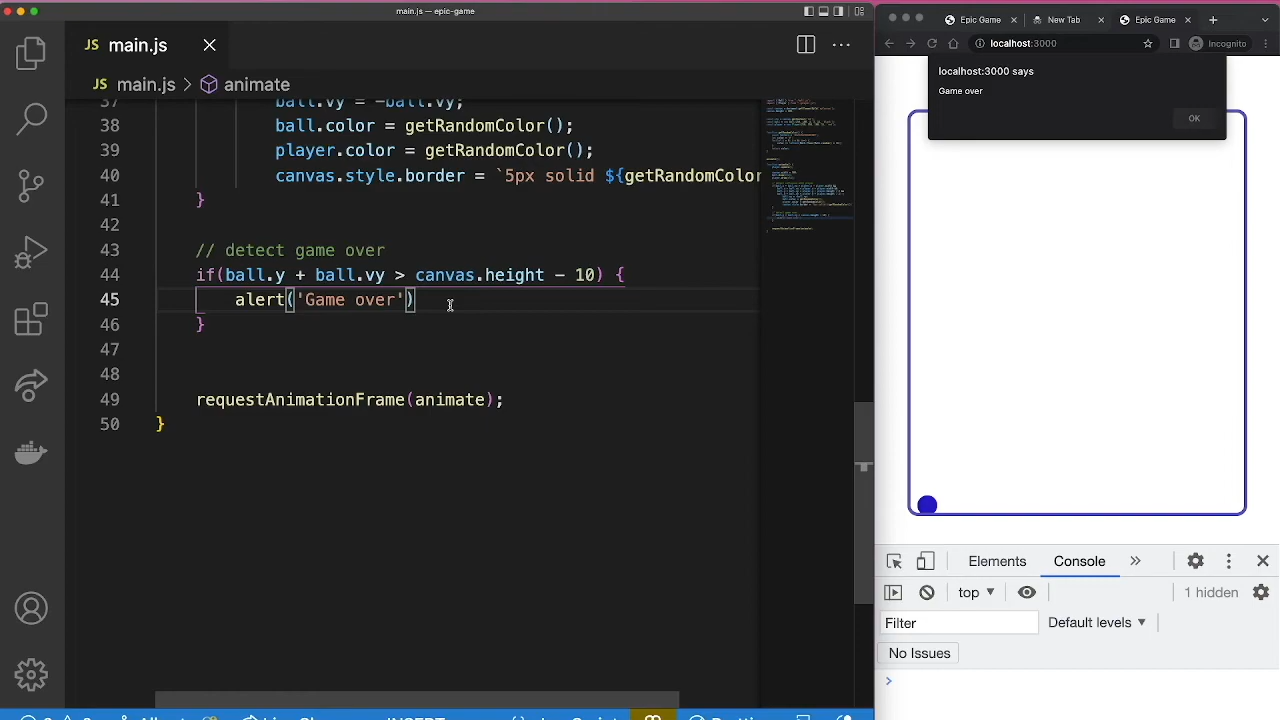 main.js — epic-game
JS main.js
JS main.js > animate
37 ball.vy = -ball.vy;
38 ball.color = getRandomColor();
39 player.color = getRandomColor();
40 canvas.style.border = `5px solid ${getRandomColor
41 }
42
43 // detect game over
44 if(ball.y + ball.vy > canvas.height - 10) {
45 alert('Game over')
46 }
47
48
49 requestAnimationFrame(animate);
50 }
Epic Game
New Tab
Epic Game
localhost:3000
Incognito
localhost:3000 says
Game over
OK
Elements
Console
top
1 hidden
Filter
Default levels
No Issues